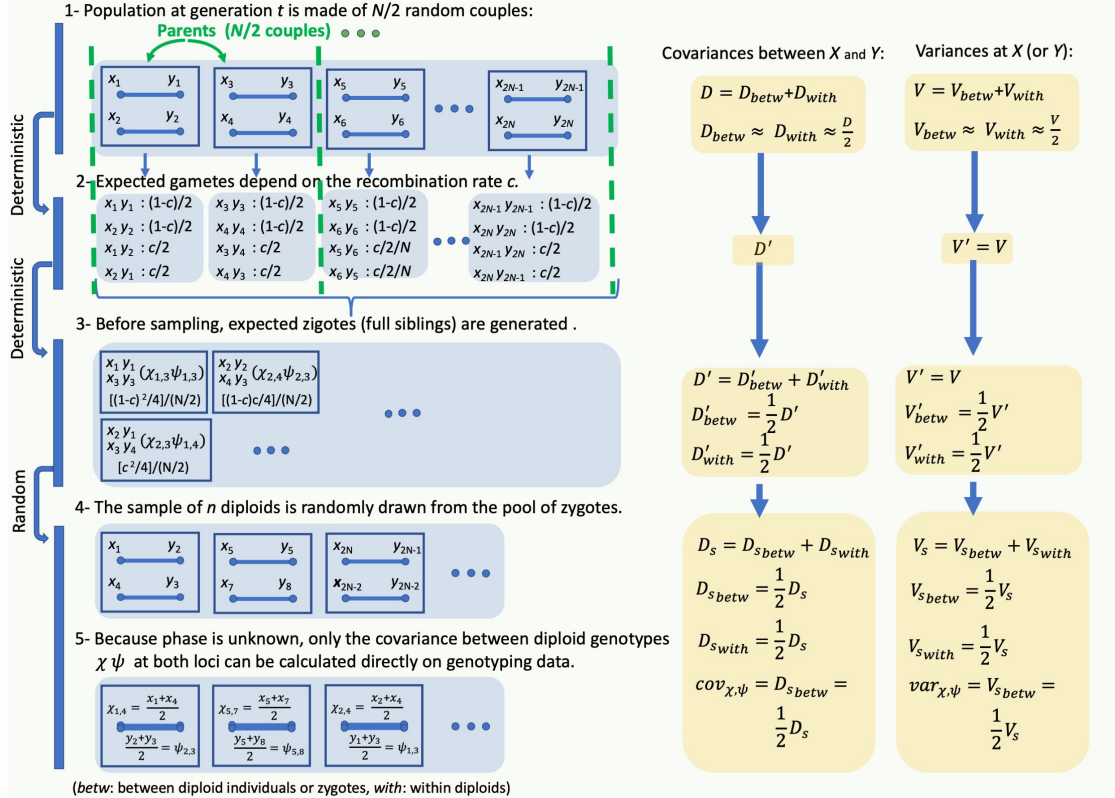 1- Population at generation t is made of N/2 random couples:
Parents (N/2 couples)
x1 y1
x2 y2
x3 y3
x4 y4
x5 y5
x6 y6
x2N-1 y2N-1
x2N y2N
2- Expected gametes depend on the recombination rate c.
x1 y1 : (1-c)/2
x2 y2 : (1-c)/2
x1 y2 : c/2
x2 y1 : c/2
x3 y3 : (1-c)/2
x4 y4 : (1-c)/2
x3 y4 : c/2
x4 y3 : c/2
x5 y5 : (1-c)/2
x6 y6 : (1-c)/2
x5 y6 : c/2/N
x6 y5 : c/2/N
x2N-1 y2N-1 : (1-c)/2
x2N y2N : (1-c)/2
x2N-1 y2N : c/2
x2N y2N-1 : c/2
3- Before sampling, expected zigotes (full siblings) are generated .
x1 y1
x3 y3 (χ1,3ψ1,3)
[(1-c) ²/4]/(N/2)
x2 y2
x4 y3 (χ2,4ψ2,3)
[(1-c)c/4]/(N/2)
x2 y1
x3 y4 (χ2,3ψ1,4)
[c ²/4]/(N/2)
4- The sample of n diploids is randomly drawn from the pool of zygotes.
x1 y2
x4 y3
x5 y5
x7 y8
x2N y2N-1
x2N-2 y2N-2
5- Because phase is unknown, only the covariance between diploid genotypes
χ ψ at both loci can be calculated directly on genotyping data.
χ1,4 = x1+x4/2
y2+y3/2 = ψ2,3
χ5,7 = x5+x7/2
y5+y8/2 = ψ5,8
χ2,4 = x2+x4/2
y1+y3/2 = ψ1,3
(betw: between diploid individuals or zygotes, with: within diploids)
Deterministic
Deterministic
Random
Covariances between X and Y:
D = Dbetw+Dwith
Dbetw ≈ Dwith ≈ D/2
D′
D′ = D′betw + D′with
D′betw = 1/2 D′
D′with = 1/2 D′
Ds = Dsbetw + Dswith
Dsbetw = 1/2 Ds
Dswith = 1/2 Ds
covχ,ψ = Dsbetw =
1/2 Ds
Variances at X (or Y):
V = Vbetw+Vwith
Vbetw ≈ Vwith ≈ V/2
V′ = V
V′ = V
V′betw = 1/2 V′
V′with = 1/2 V′
Vs = Vsbetw + Vswith
Vsbetw = 1/2 Vs
Vswith = 1/2 Vs
varχ,ψ = Vsbetw =
1/2 Vs